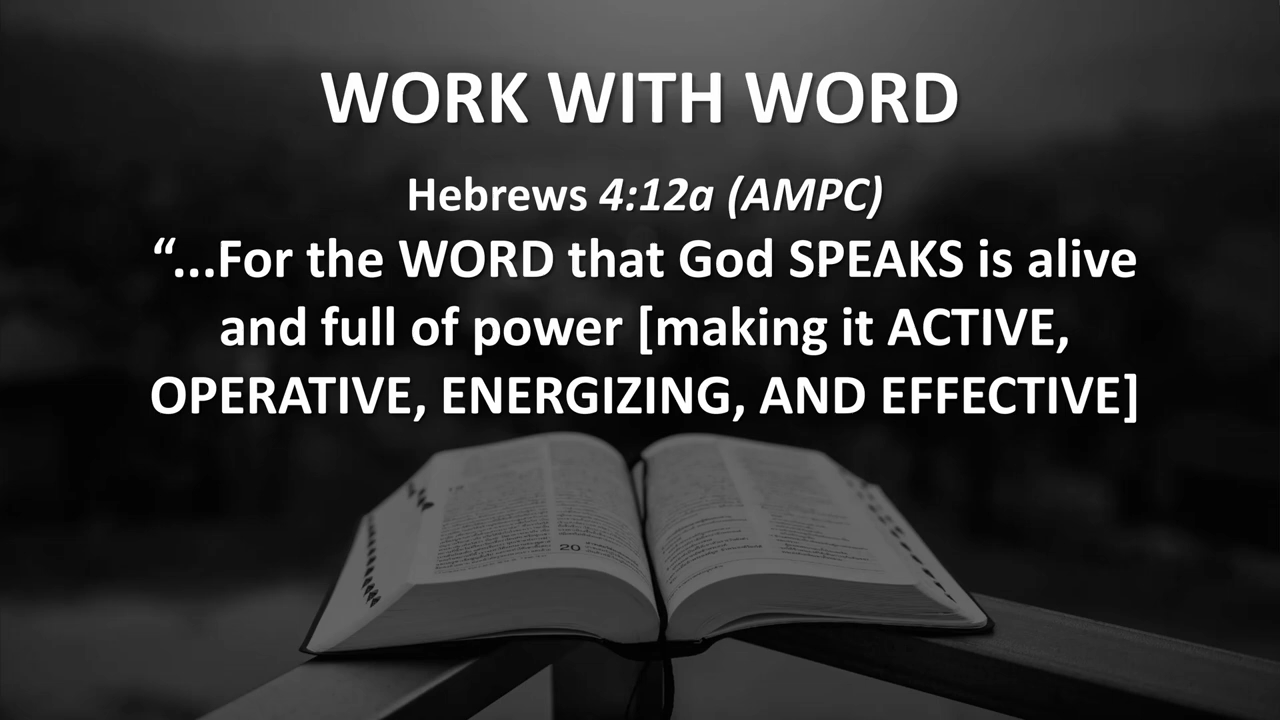 WORK WITH WORD
Hebrews 4:12a (AMPC)
“...For the WORD that God SPEAKS is alive
and full of power [making it ACTIVE,
OPERATIVE, ENERGIZING, AND EFFECTIVE]
20